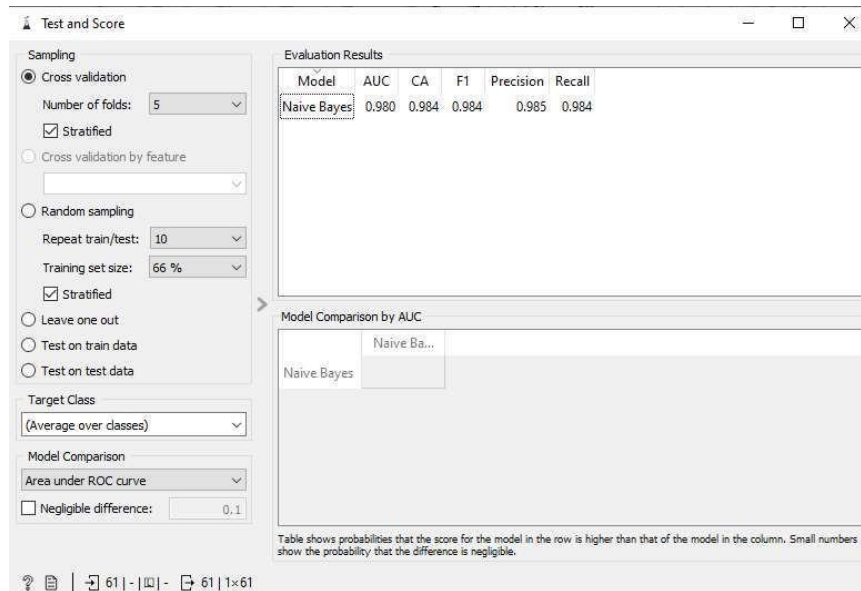 Test and Score
Sampling
Cross validation
Number of folds: 5
Stratified
Cross validation by feature
Random sampling
Repeat train/test: 10
Training set size: 66 %
Stratified
Leave one out
Test on train data
Test on test data
Target Class
(Average over classes)
Model Comparison
Area under ROC curve
Negligible difference: 0.1
Evaluation Results
Model AUC CA F1 Precision Recall
Naive Bayes 0.980 0.984 0.984 0.985 0.984
Model Comparison by AUC
Naive Ba...
Naive Bayes
Table shows probabilities that the score for the model in the row is higher than that of the model in the column. Small numbers
show the probability that the difference is negligible.
? 61 | - | - 61 | 1×61